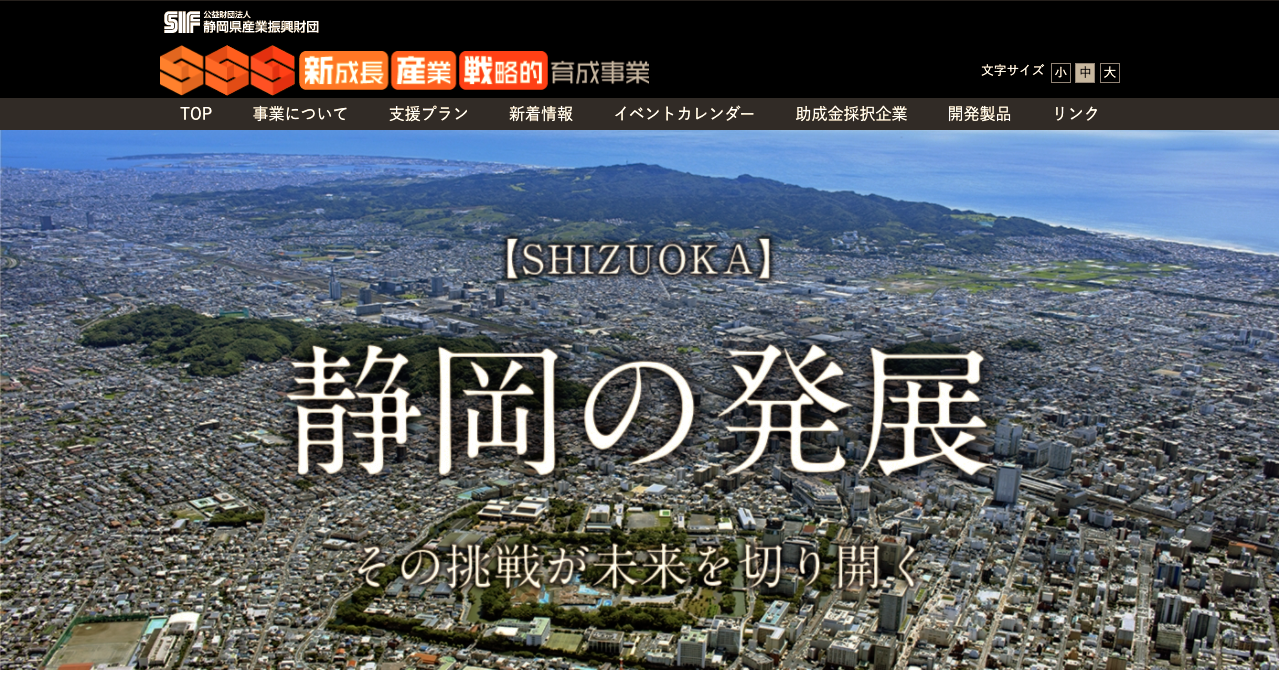 SIIF 公益財団法人
静岡県産業振興財団
SSS 新成長 産業 戦略的 育成事業
文字サイズ 小 中 大
TOP 事業について 支援プラン 新着情報 イベントカレンダー 助成金採択企業 開発製品 リンク
【SHIZUOKA】
静岡の発展
その挑戦が未来を切り開く